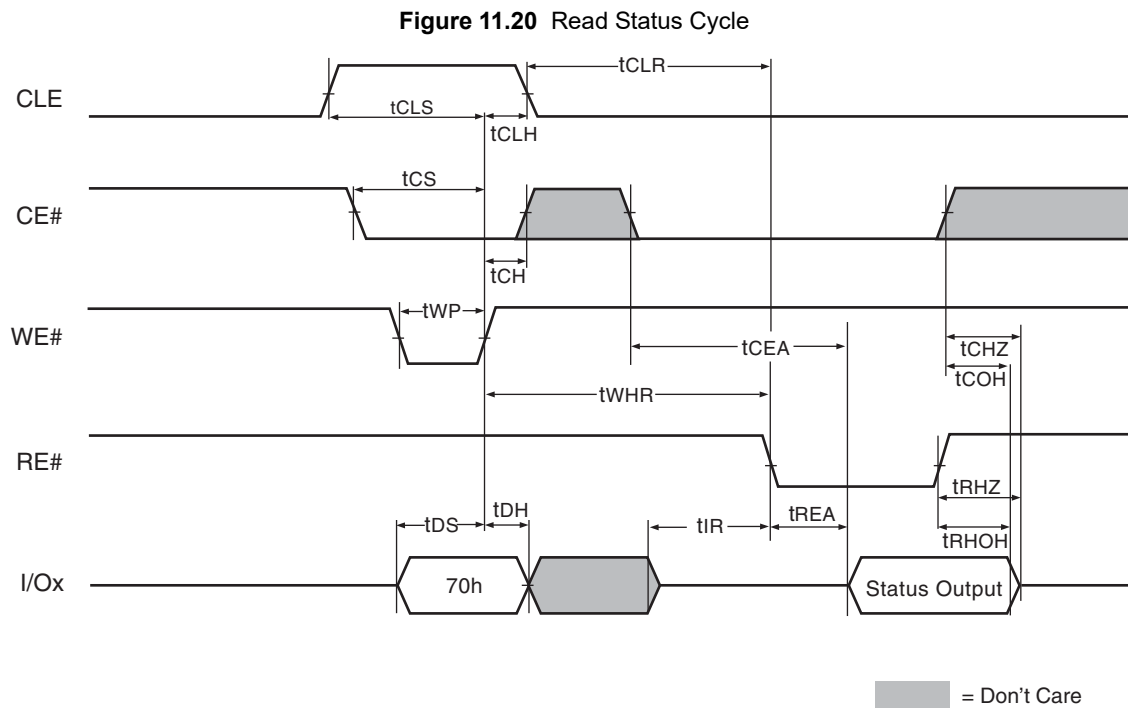 Figure 11.20 Read Status Cycle
tCLR
CLE
tCLS
tCLH
tCS
CE#
tCH
tWP
WE#
tCEA
tCHZ
tCOH
tWHR
RE#
tRHZ
tDS
tDH
tIR
tREA
tRHOH
I/Ox
70h
Status Output
= Don't Care